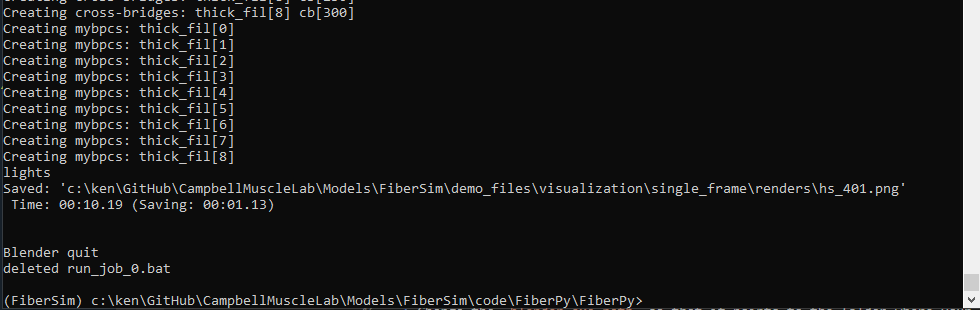 Creating cross-bridges: thick_fil[8] cb[300]
Creating mybpcs: thick_fil[0]
Creating mybpcs: thick_fil[1]
Creating mybpcs: thick_fil[2]
Creating mybpcs: thick_fil[3]
Creating mybpcs: thick_fil[4]
Creating mybpcs: thick_fil[5]
Creating mybpcs: thick_fil[6]
Creating mybpcs: thick_fil[7]
Creating mybpcs: thick_fil[8]
lights
Saved: 'c:\ken\GitHub\CampbellMuscleLab\Models\FiberSim\demo_files\visualization\single_frame\renders\hs_401.png'
 Time: 00:10.19 (Saving: 00:01.13)
Blender quit
deleted run_job_0.bat
(FiberSim) c:\ken\GitHub\CampbellMuscleLab\Models\FiberSim\code\FiberPy\FiberPy>